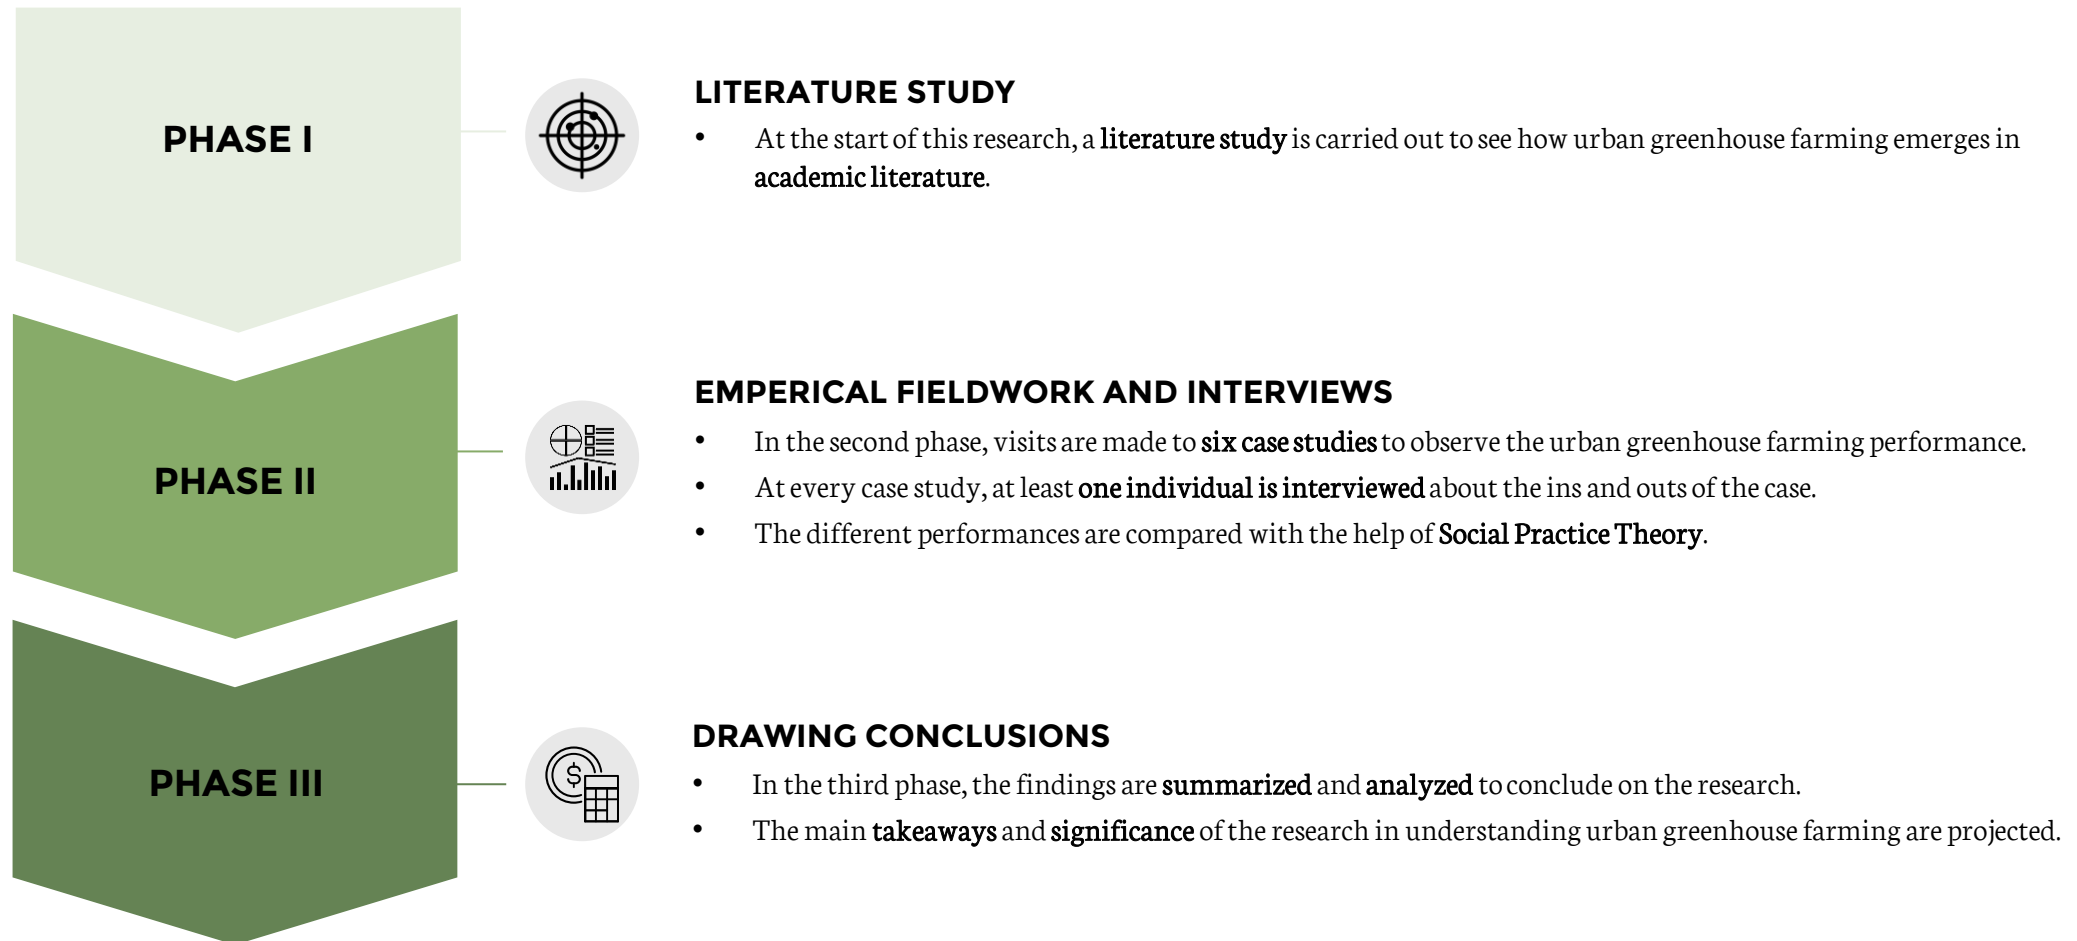 PHASE I
LITERATURE STUDY
• At the start of this research, a literature study is carried out to see how urban greenhouse farming emerges in
academic literature.
PHASE II
EMPERICAL FIELDWORK AND INTERVIEWS
• In the second phase, visits are made to six case studies to observe the urban greenhouse farming performance.
• At every case study, at least one individual is interviewed about the ins and outs of the case.
• The different performances are compared with the help of Social Practice Theory.
PHASE III
DRAWING CONCLUSIONS
• In the third phase, the findings are summarized and analyzed to conclude on the research.
• The main takeaways and significance of the research in understanding urban greenhouse farming are projected.